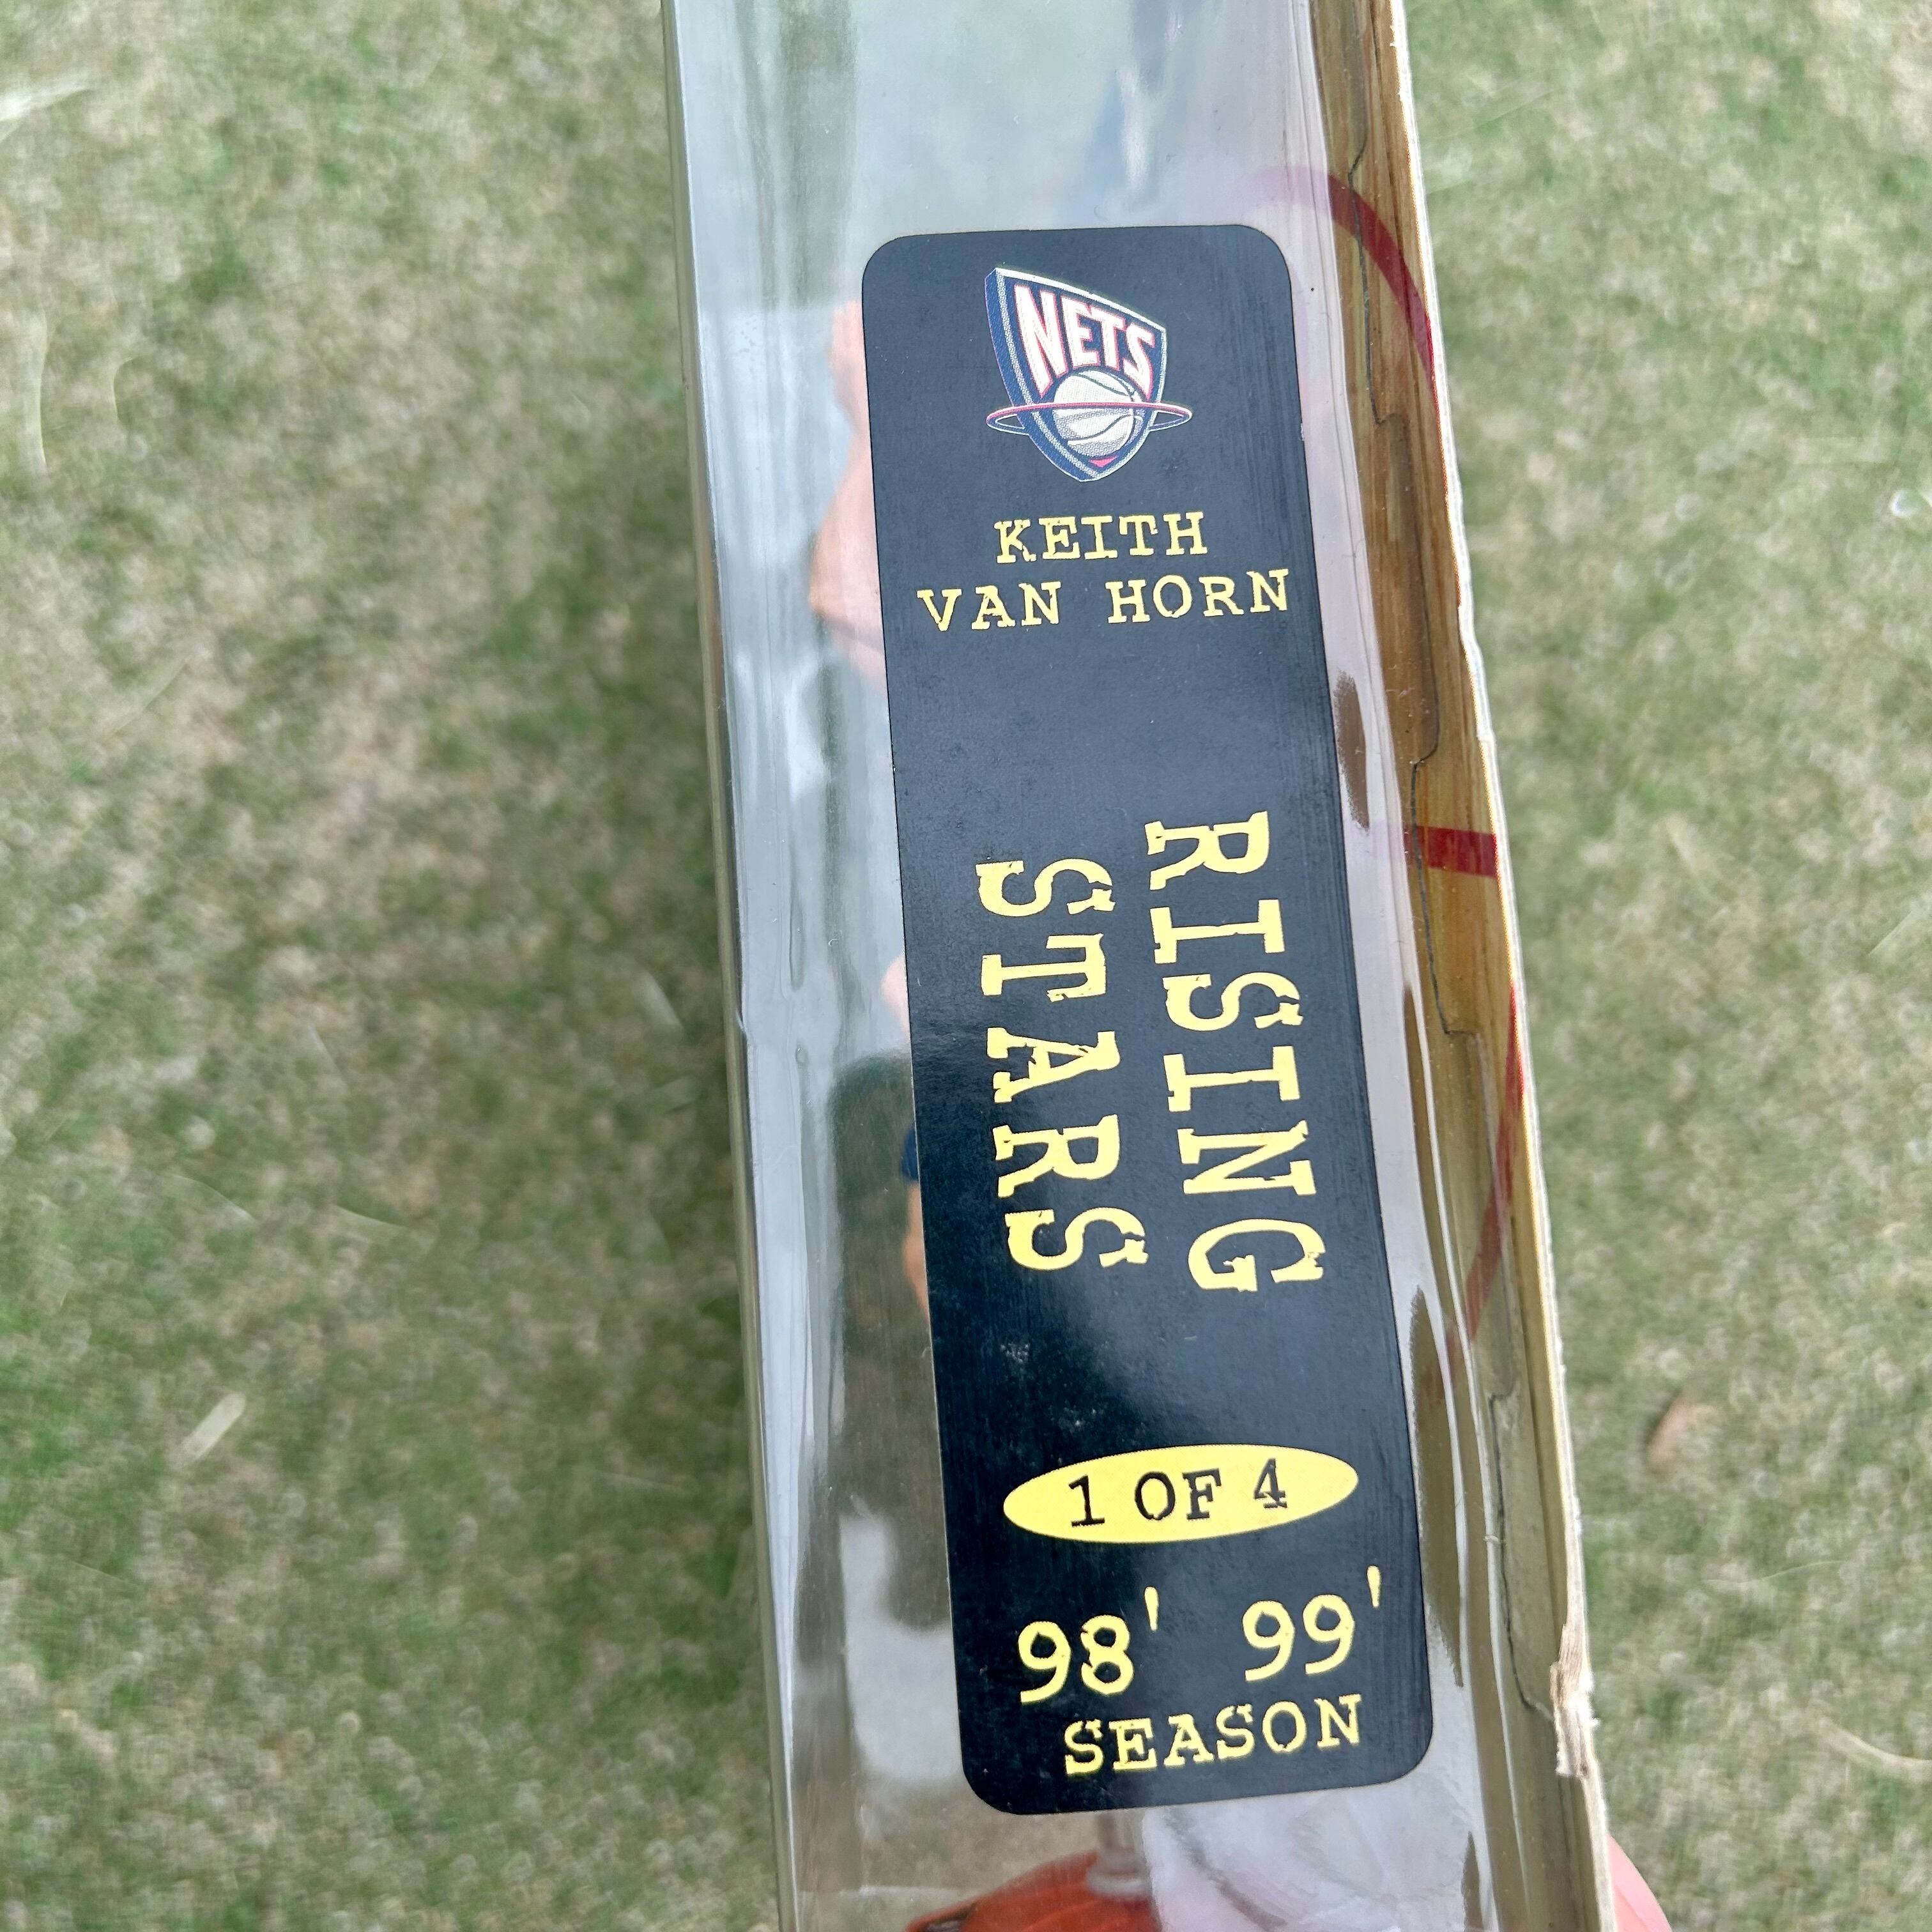 NETS
KEITH
VAN HORN
RISING
STARS
1 OF 4
98' 99'
SEASON